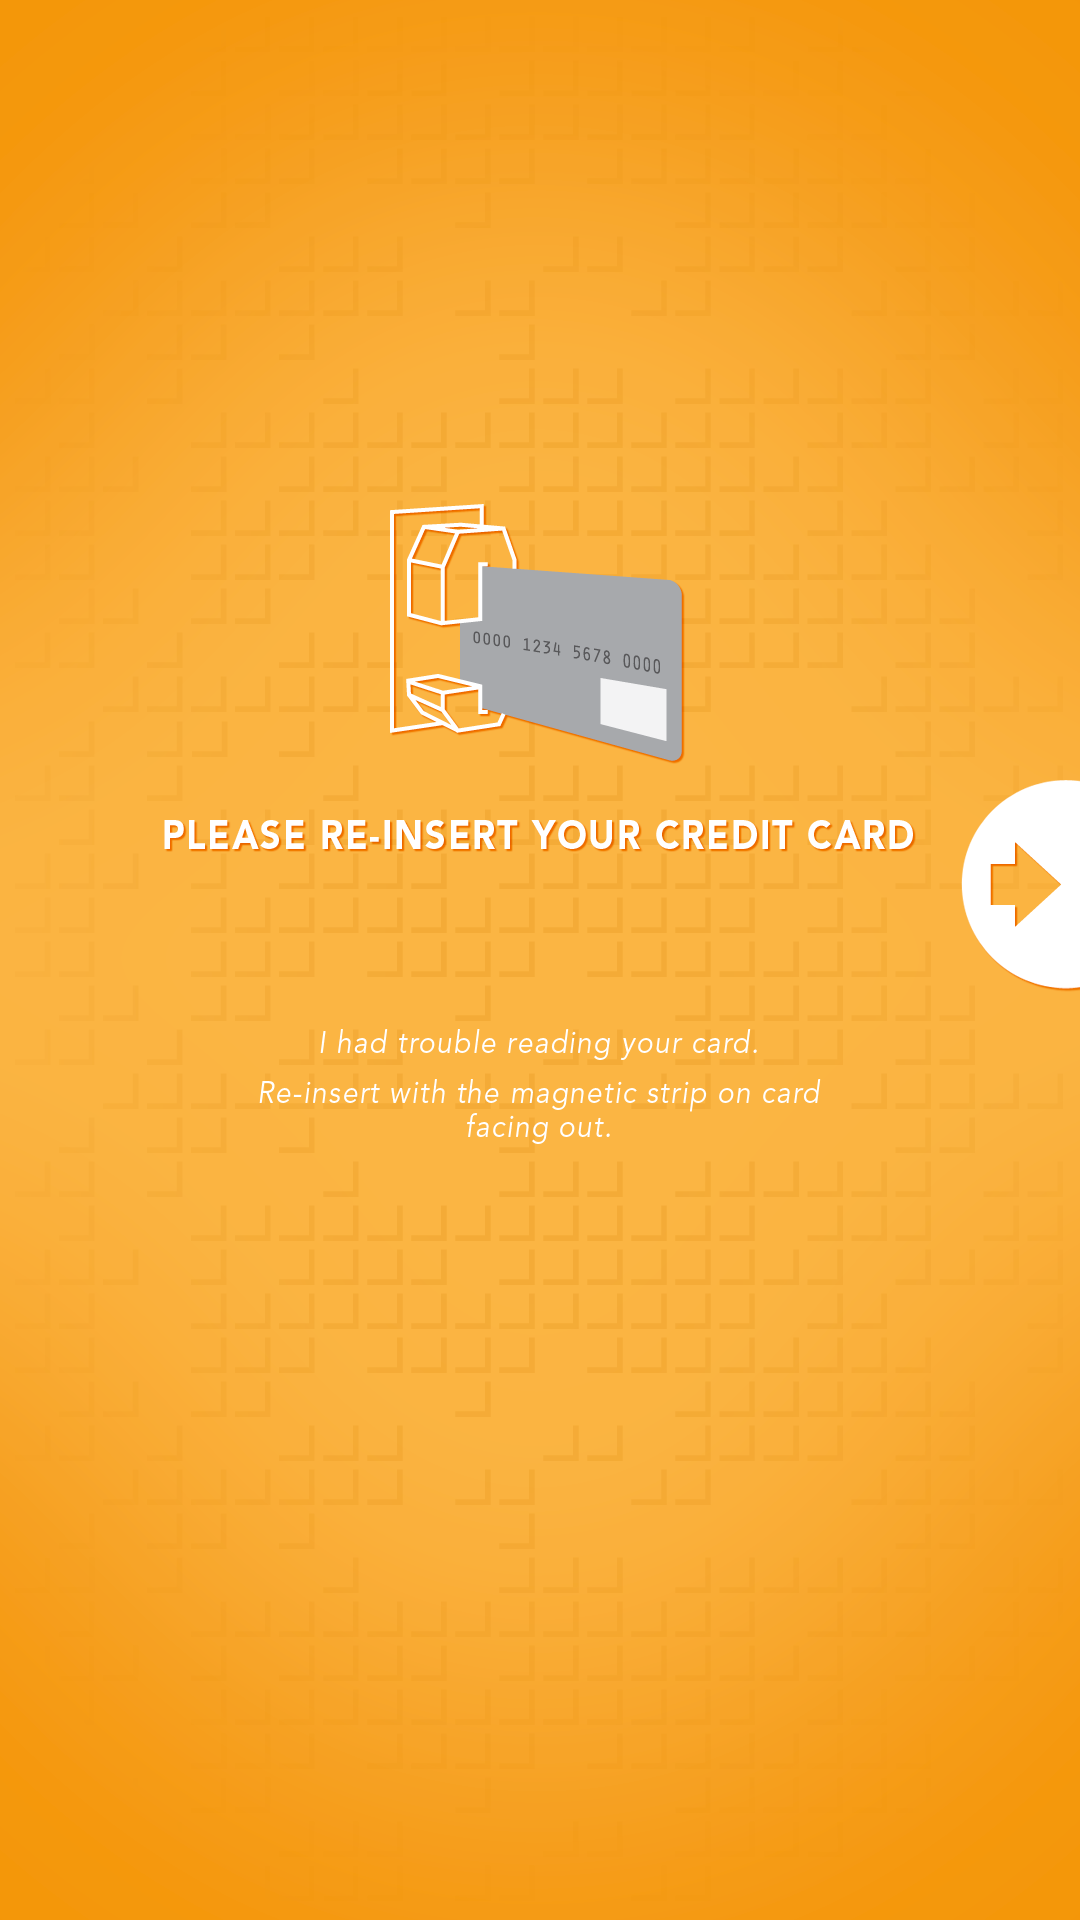 0000 1234 5678 0000
PLEASE RE-INSERT YOUR CREDIT CARD
I had trouble reading your card.
Re-insert with the magnetic strip on card
facing out.